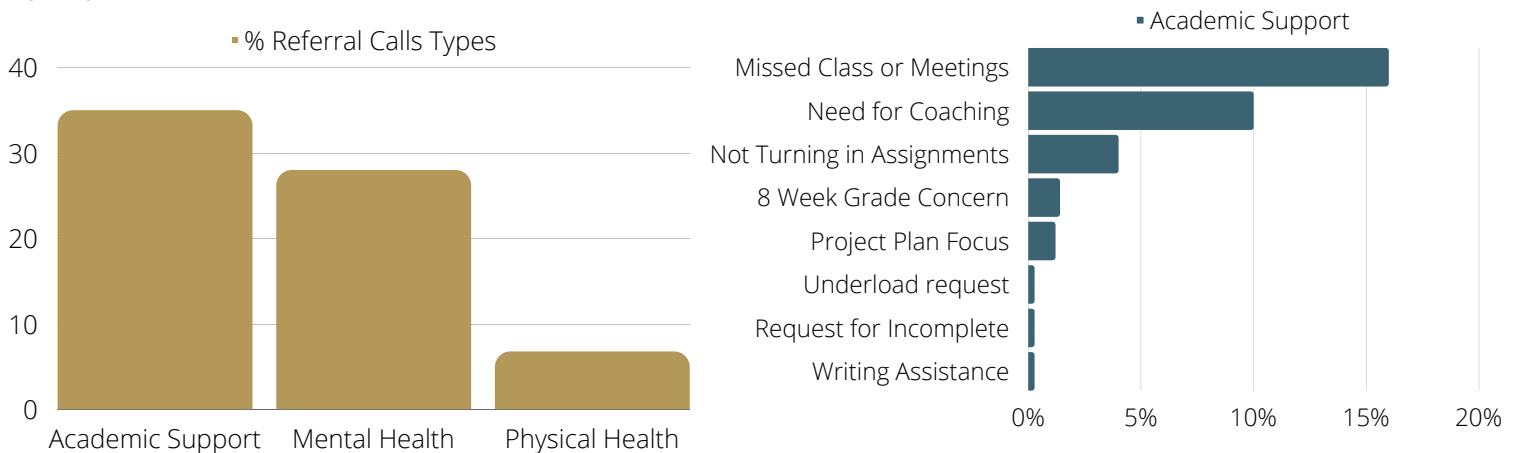 % Referral Calls Types
40
30
20
10
0
Academic Support
Mental Health
Physical Health
Academic Support
Missed Class or Meetings
Need for Coaching
Not Turning in Assignments
8 Week Grade Concern
Project Plan Focus
Underload request
Request for Incomplete
Writing Assistance
0%
5%
10%
15%
20%